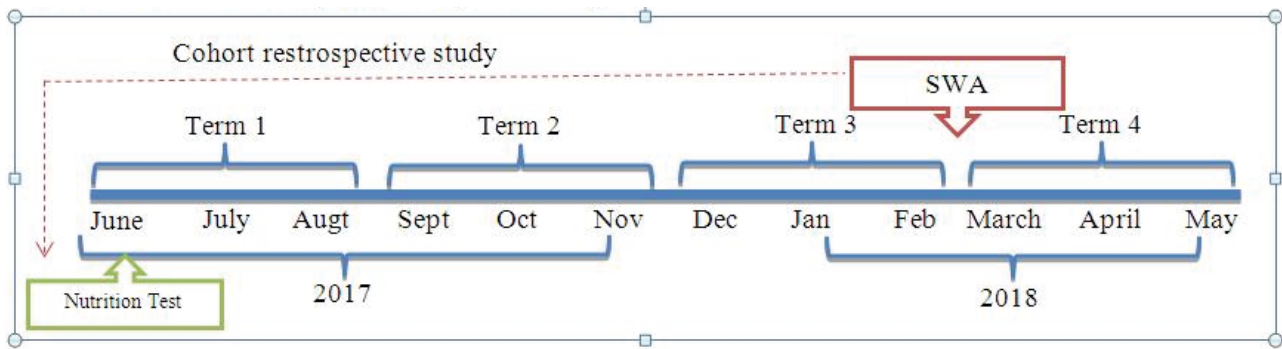 Cohort restrospective study
SWA
Term 1 Term 2 Term 3 Term 4
June July Augt Sept Oct Nov Dec Jan Feb March April May
Nutrition Test
2017 2018